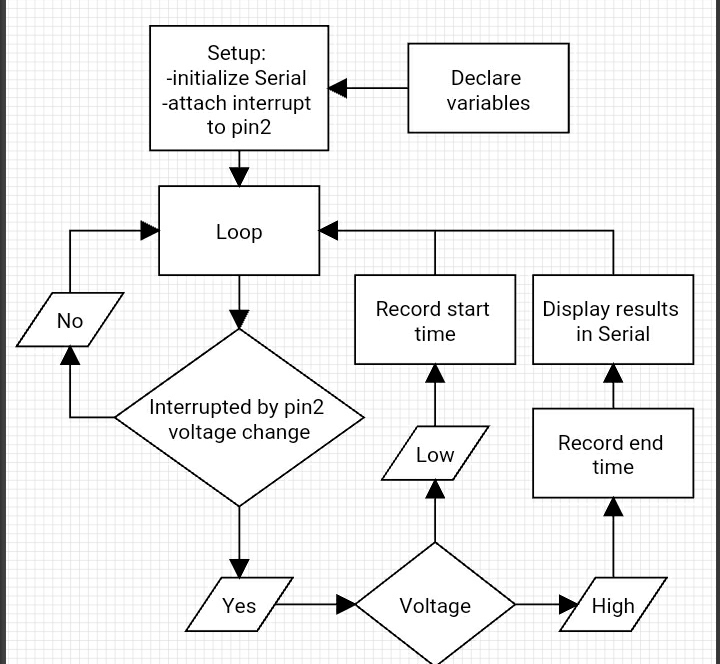 Setup:
-initialize Serial
-attach interrupt
to pin2
Declare
variables
Loop
No
Record start
time
Display results
in Serial
Interrupted by pin2
voltage change
Low
Record end
time
Yes
Voltage
High